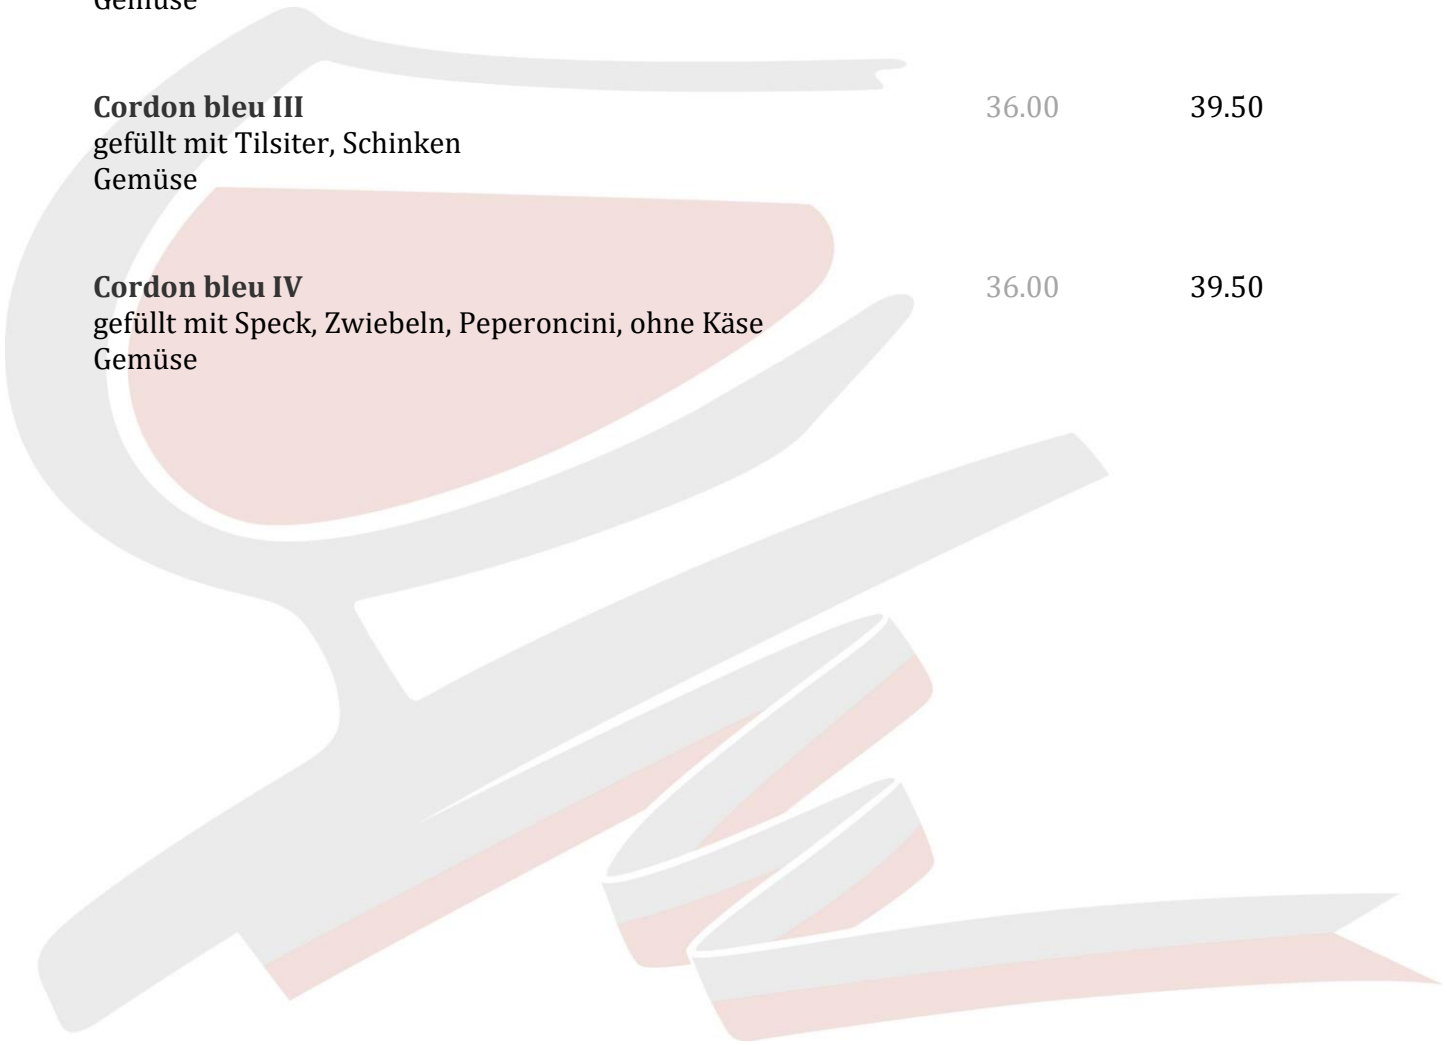 Gemüse
Cordon bleu III 36.00 39.50
gefüllt mit Tilsiter, Schinken
Gemüse
Cordon bleu IV 36.00 39.50
gefüllt mit Speck, Zwiebeln, Peperoncini, ohne Käse
Gemüse